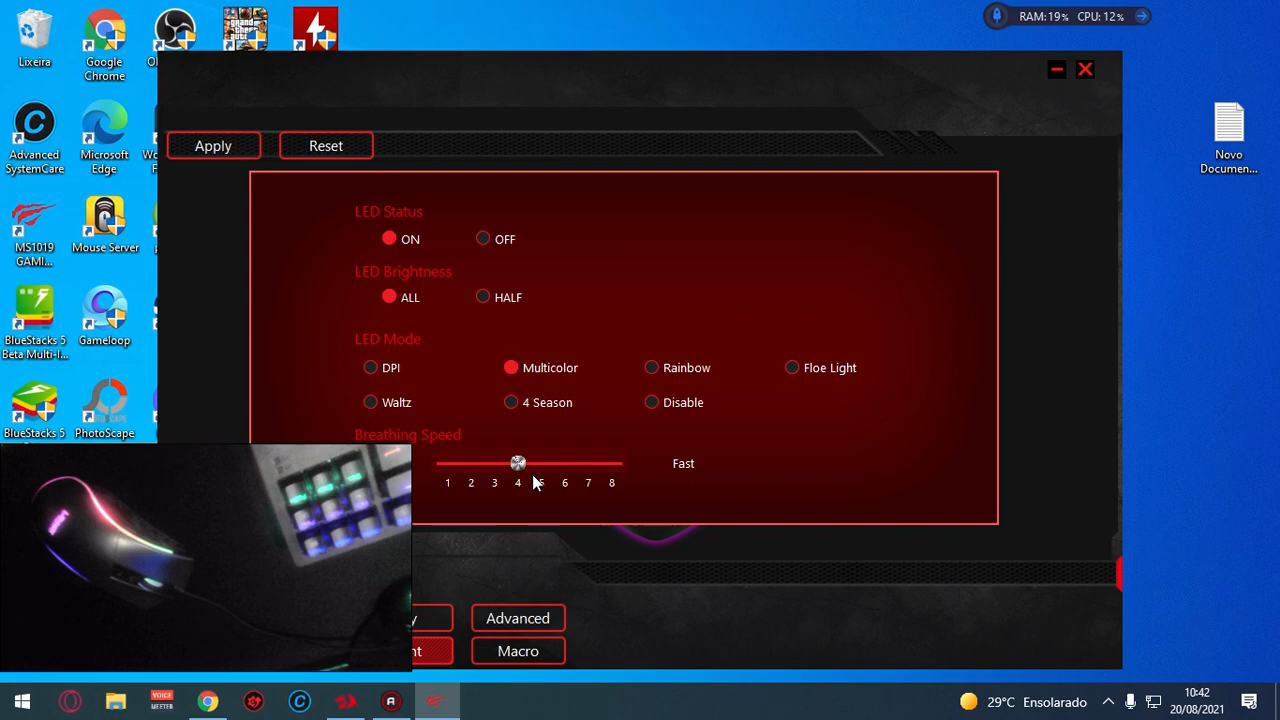 RAM:19% CPU:12%
Lixeira
Google
Chrome
Advanced
SystemCare
Microsoft
Edge
MS1019
GAMI...
Mouse Server
BlueStacks 5
Beta Multi-I...
Gameloop
BlueStacks 5
PhotoScape
Novo
Documen...
Apply
Reset
LED Status
ON
OFF
LED Brightness
ALL
HALF
LED Mode
DPI
Multicolor
Rainbow
Floe Light
Waltz
4 Season
Disable
Breathing Speed
Fast
1 2 3 4 5 6 7 8
Advanced
Macro
VOICE
MEETER
29°C Ensolarado
10:42
20/08/2021